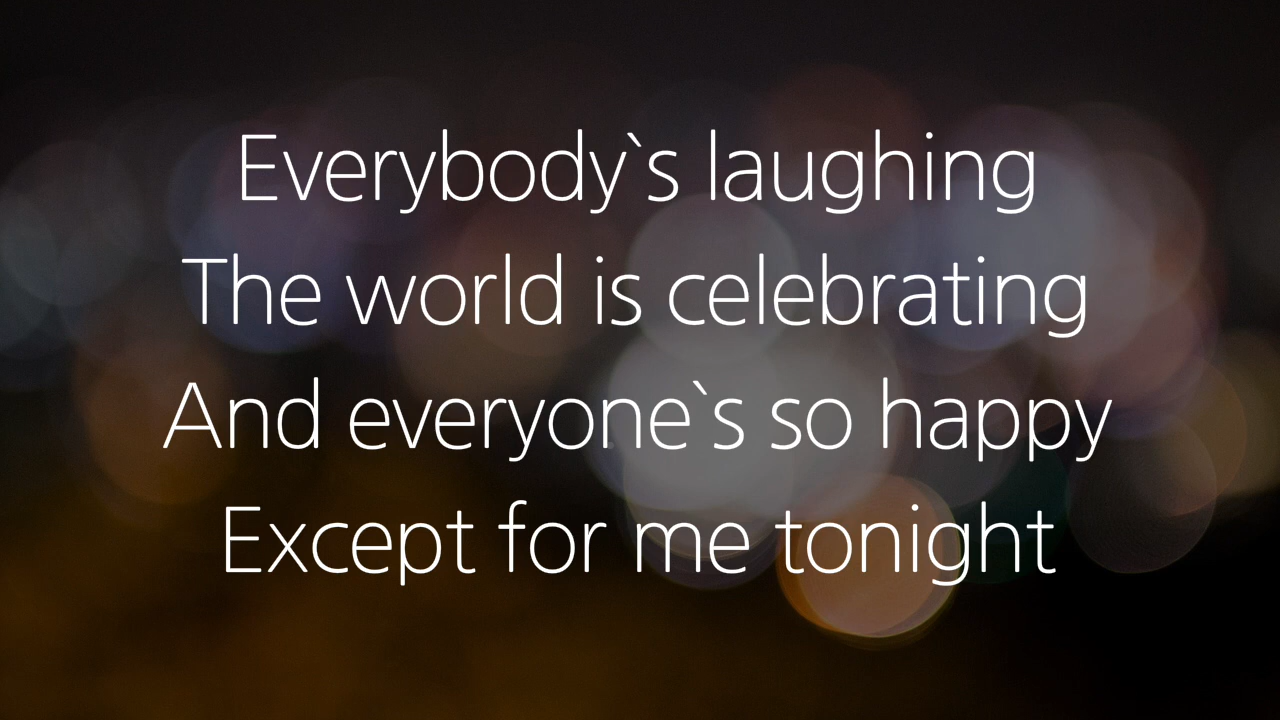 Everybody`s laughing
The world is celebrating
And everyone`s so happy
Except for me tonight